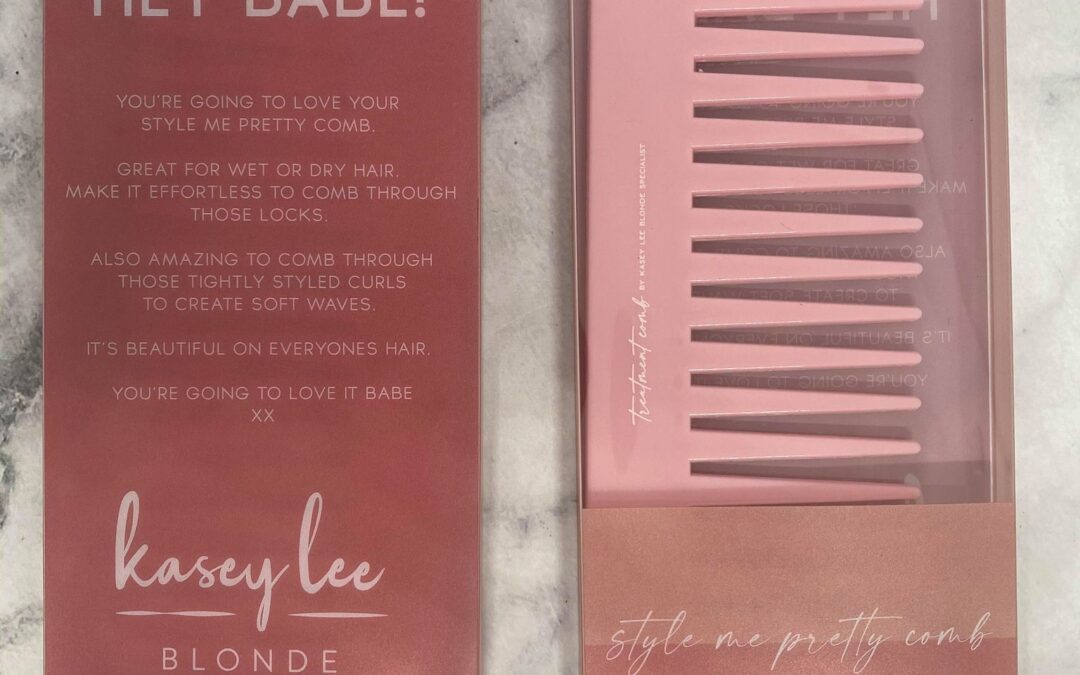 HEY BABE!
YOU'RE GOING TO LOVE YOUR
STYLE ME PRETTY COMB.
GREAT FOR WET OR DRY HAIR.
MAKE IT EFFORTLESS TO COMB THROUGH
THOSE LOCKS.
ALSO AMAZING TO COMB THROUGH
THOSE TIGHTLY STYLED CURLS
TO CREATE SOFT WAVES.
IT'S BEAUTIFUL ON EVERYONES HAIR.
YOU'RE GOING TO LOVE IT BABE
XX
kasey lee
BLONDE
treatment comb BY KASEY LEE BLONDE SPECIALIST
style me pretty comb